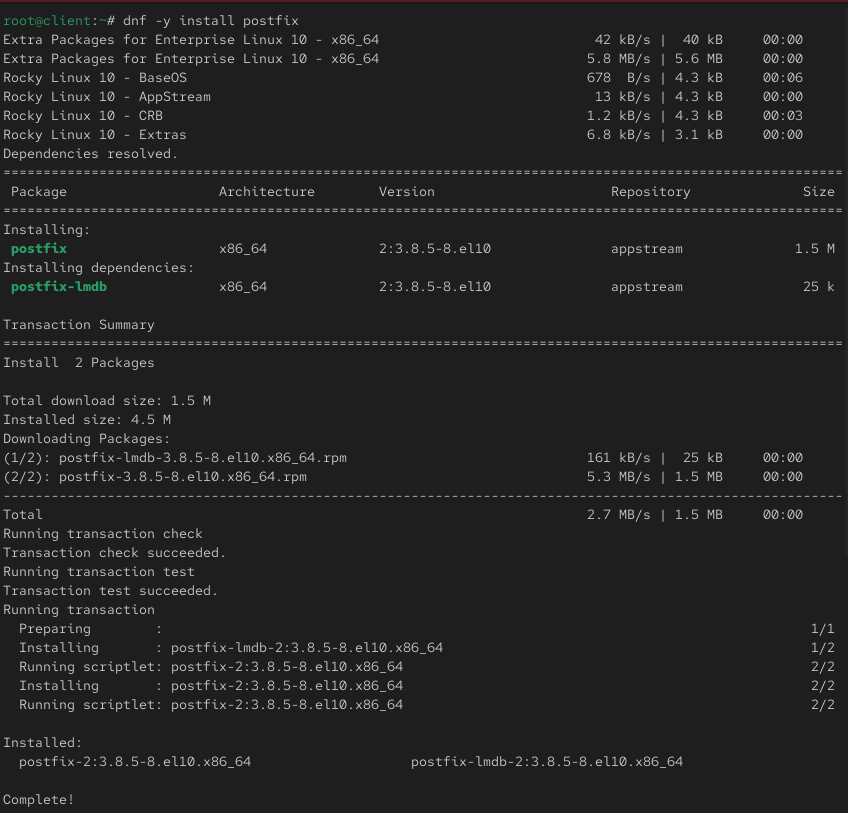 root@client:~# dnf -y install postfix
Extra Packages for Enterprise Linux 10 - x86_64                          42 kB/s |  40 kB     00:00
Extra Packages for Enterprise Linux 10 - x86_64                         5.8 MB/s | 5.6 MB     00:00
Rocky Linux 10 - BaseOS                                                 678  B/s | 4.3 kB     00:06
Rocky Linux 10 - AppStream                                               13 kB/s | 4.3 kB     00:00
Rocky Linux 10 - CRB                                                    1.2 kB/s | 4.3 kB     00:03
Rocky Linux 10 - Extras                                                 6.8 kB/s | 3.1 kB     00:00
Dependencies resolved.
=========================================================================================================
 Package                   Architecture        Version                      Repository              Size
=========================================================================================================
Installing:
 postfix                   x86_64              2:3.8.5-8.el10               appstream              1.5 M
Installing dependencies:
 postfix-lmdb              x86_64              2:3.8.5-8.el10               appstream               25 k

Transaction Summary
=========================================================================================================
Install  2 Packages

Total download size: 1.5 M
Installed size: 4.5 M
Downloading Packages:
(1/2): postfix-lmdb-3.8.5-8.el10.x86_64.rpm                              161 kB/s |  25 kB     00:00
(2/2): postfix-3.8.5-8.el10.x86_64.rpm                                   5.3 MB/s | 1.5 MB     00:00
---------------------------------------------------------------------------------------------------------
Total                                                                    2.7 MB/s | 1.5 MB     00:00
Running transaction check
Transaction check succeeded.
Running transaction test
Transaction test succeeded.
Running transaction
  Preparing        :                                                                                 1/1
  Installing       : postfix-lmdb-2:3.8.5-8.el10.x86_64                                              1/2
  Running scriptlet: postfix-2:3.8.5-8.el10.x86_64                                                   2/2
  Installing       : postfix-2:3.8.5-8.el10.x86_64                                                   2/2
  Running scriptlet: postfix-2:3.8.5-8.el10.x86_64                                                   2/2

Installed:
  postfix-2:3.8.5-8.el10.x86_64                    postfix-lmdb-2:3.8.5-8.el10.x86_64

Complete!